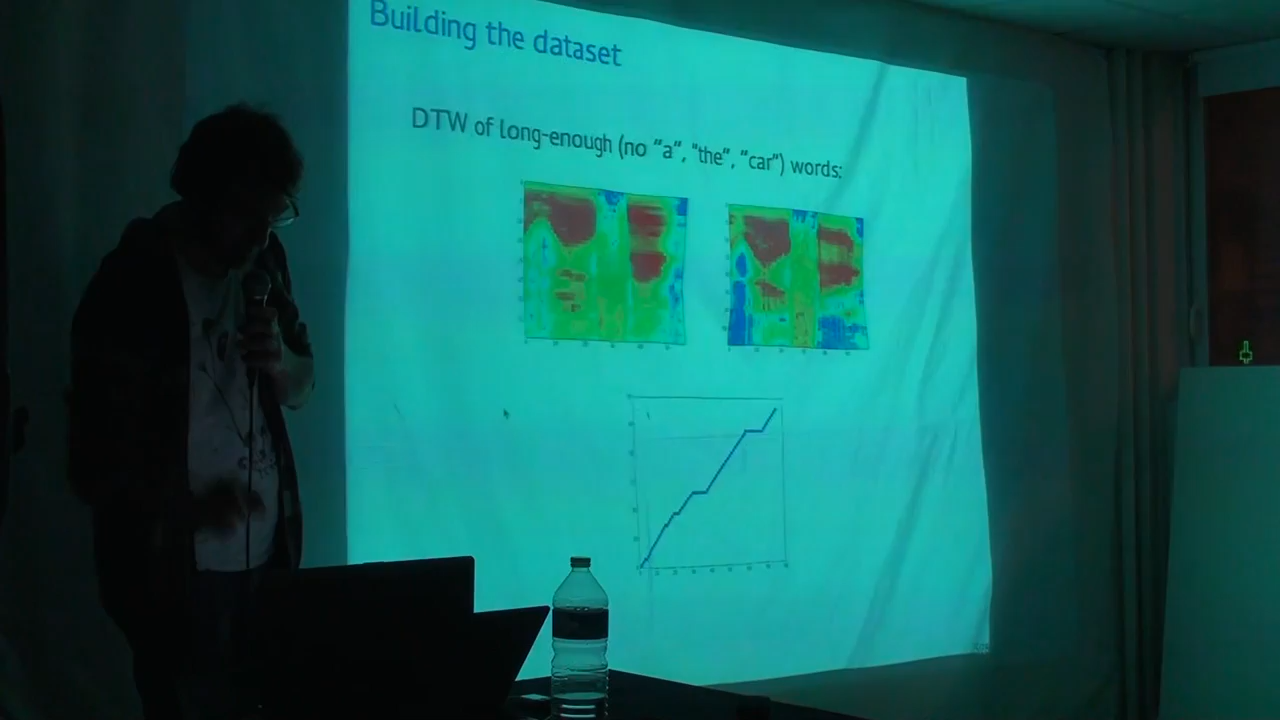 Building the dataset
DTW of long-enough (no “a”, “the”, “car”) words: